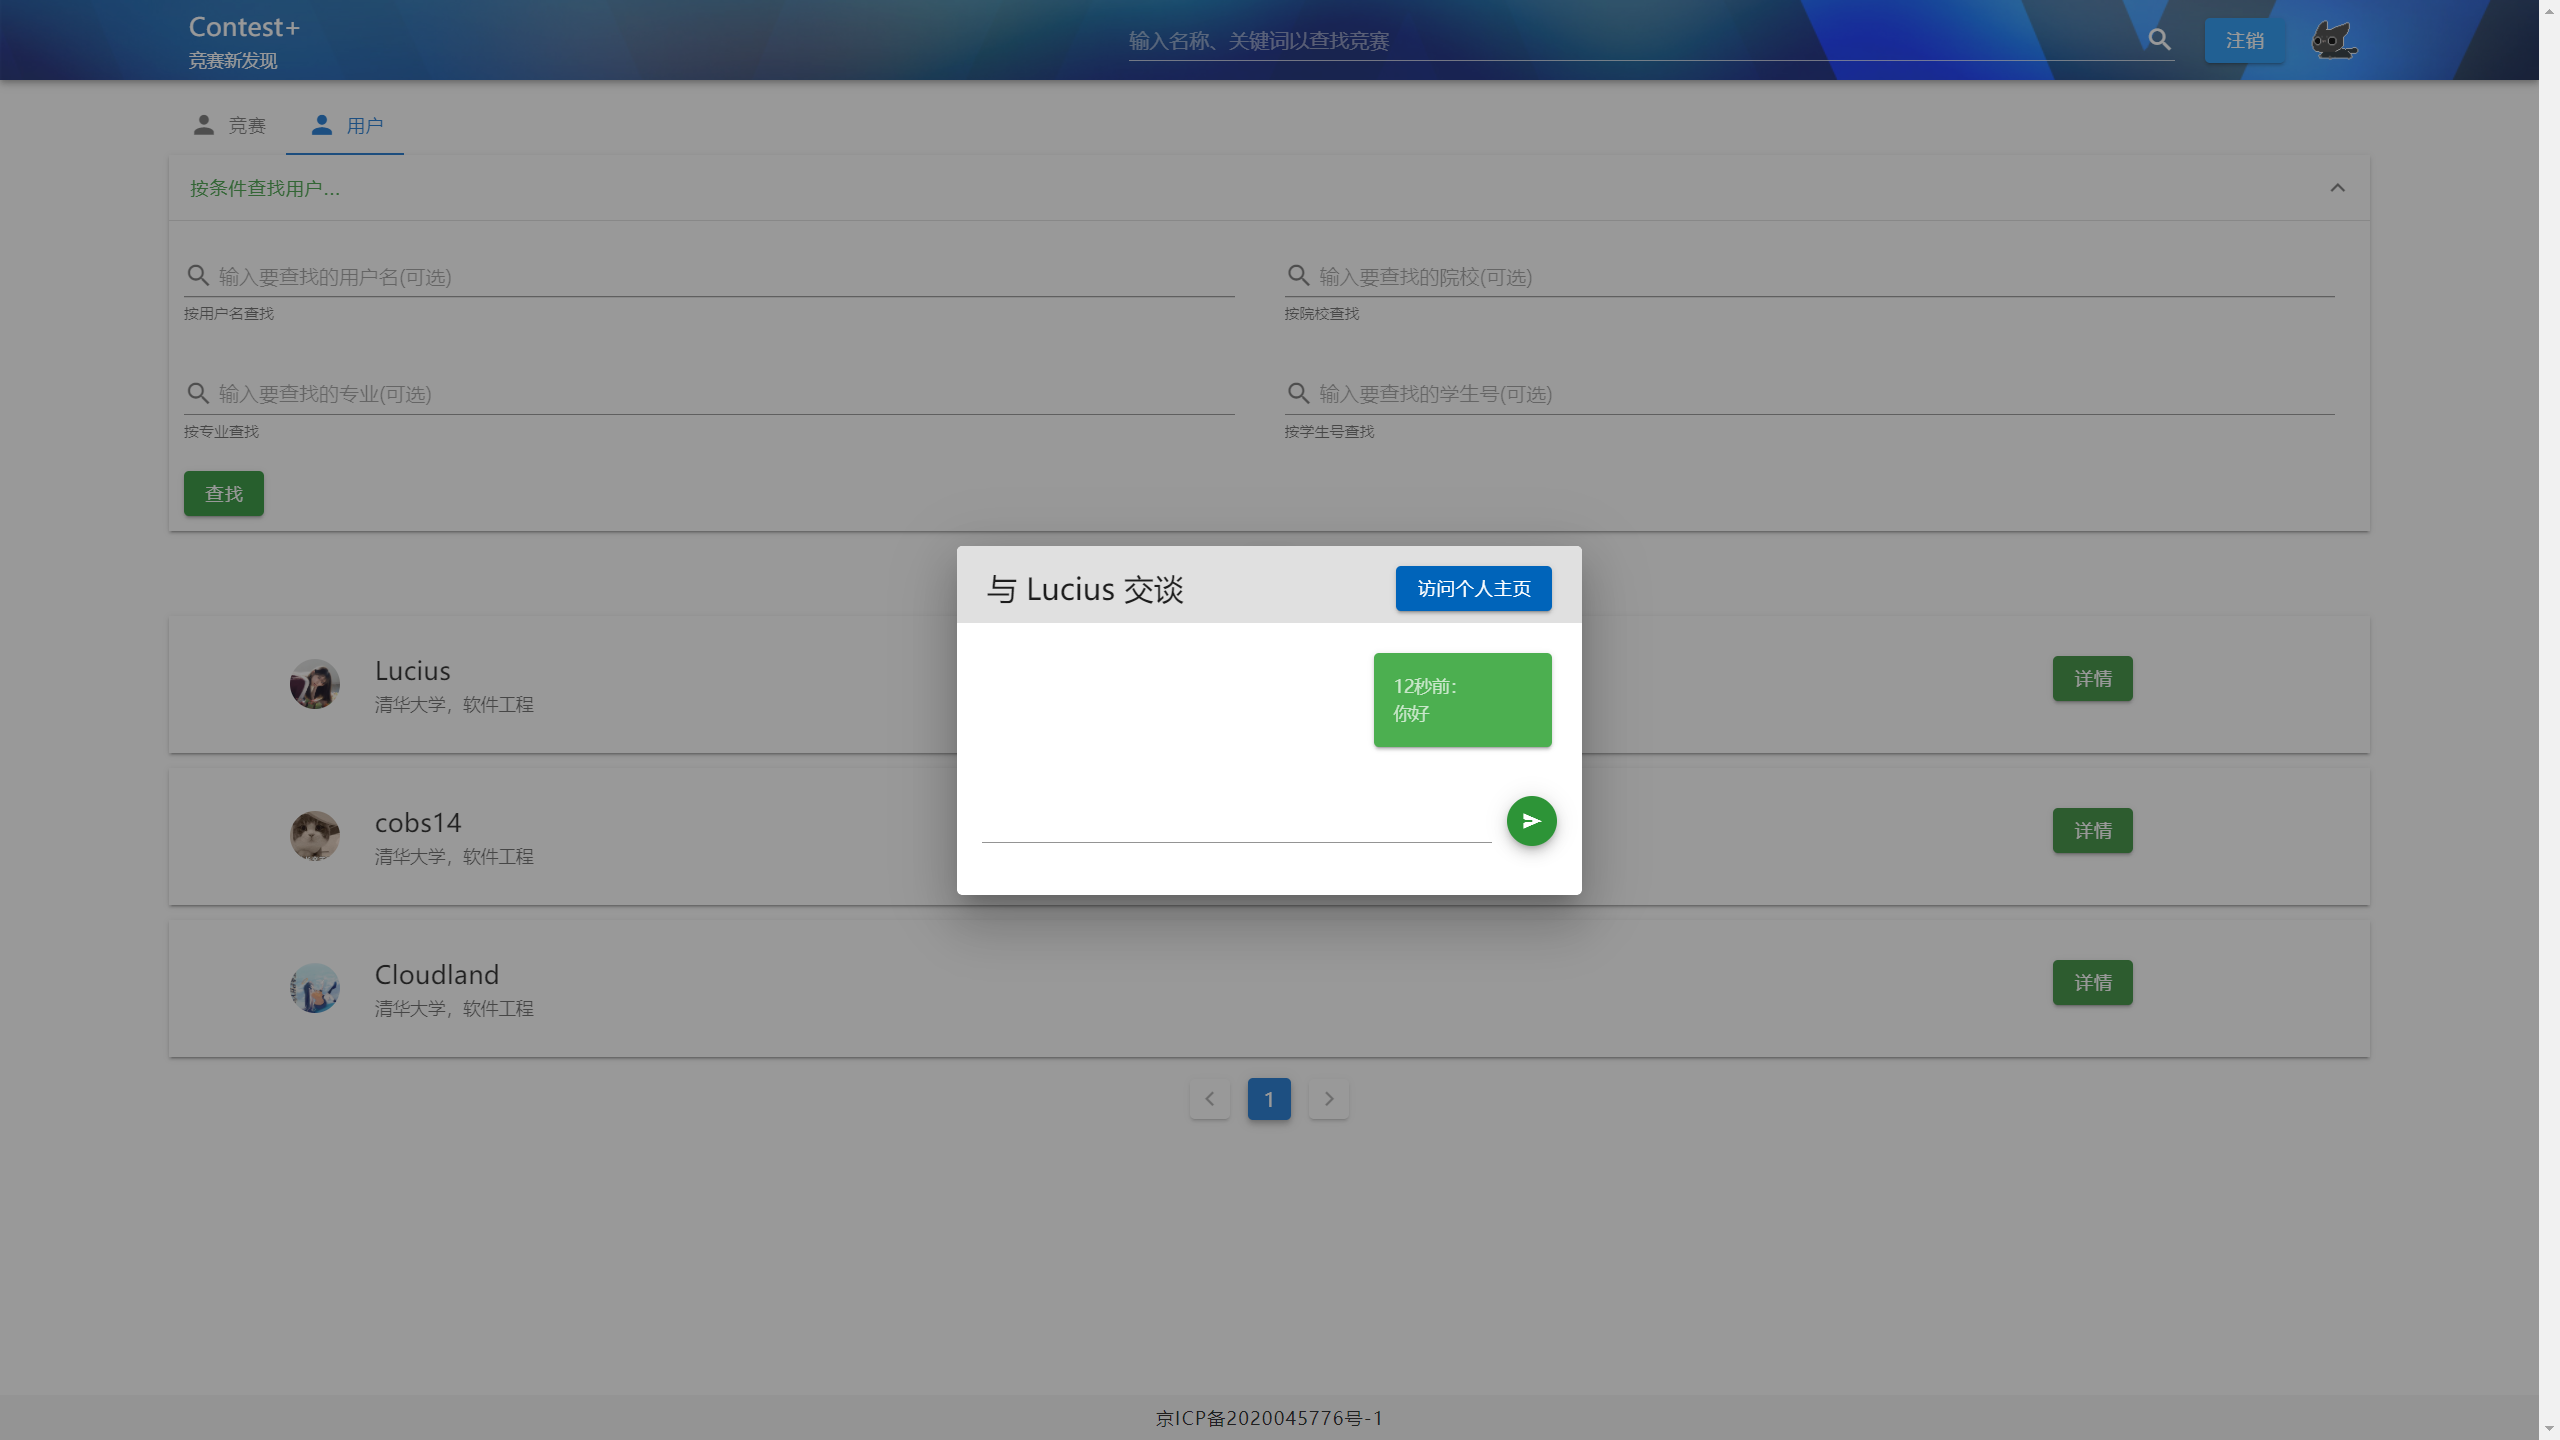 Contest+
竞赛新发现
输入名称、关键词以查找竞赛
注销
竞赛
用户
按条件查找用户...
输入要查找的用户名(可选)
按用户名查找
输入要查找的院校(可选)
按院校查找
输入要查找的专业(可选)
按专业查找
输入要查找的学生号(可选)
按学生号查找
查找
与 Lucius 交谈
访问个人主页
12秒前：
你好
Lucius
清华大学，软件工程
详情
cobs14
清华大学，软件工程
详情
Cloudland
清华大学，软件工程
详情
1
京ICP备2020045776号-1